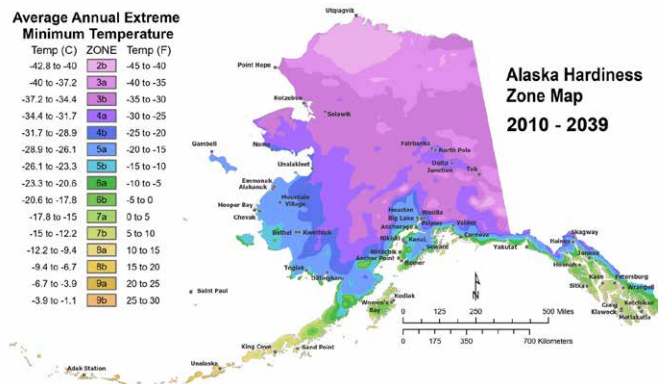 Average Annual Extreme
Minimum Temperature
Temp (C) ZONE Temp (F)
-42.8 to -40 2b -45 to -40
-40 to -37.2 3a -40 to -35
-37.2 to -34.4 3b -35 to -30
-34.4 to -31.7 4a -30 to -25
-31.7 to -28.9 4b -25 to -20
-28.9 to -26.1 5a -20 to -15
-26.1 to -23.3 5b -15 to -10
-23.3 to -20.6 6a -10 to -5
-20.6 to -17.8 6b -5 to 0
-17.8 to -15 7a 0 to 5
-15 to -12.2 7b 5 to 10
-12.2 to -9.4 8a 10 to 15
-9.4 to -6.7 8b 15 to 20
-6.7 to -3.9 9a 20 to 25
-3.9 to -1.1 9b 25 to 30
Alaska Hardiness
Zone Map
2010 - 2039
Utqiagvik
Point Hope
Kotzebue
Selawik
Gambell
Nome
Unalakleet
Fairbanks
North Pole
Delta
Junction
Tok
Emmonak
Alakanuk
Mountain
Village
Hooper Bay
Chevak
Bethel
Kwethluk
Houston
Big Lake
Wasilla
Palmer
Anchorage
Valdez
Cordova
Nikiski
Kenai
Seward
Ninilchik
Anchor Point
Homer
Yakutat
Skagway
Haines
Juneau
Hoonah
Sitka
Kake
Petersburg
Wrangell
Craig
Klawock
Ketchikan
Metlakatla
Togiak
Dillingham
Saint Paul
Kodiak
Womens
Bay
King Cove
Sand Point
Unalaska
Adak Station
N
0 125 250 500 Miles
0 175 350 700 Kilometers